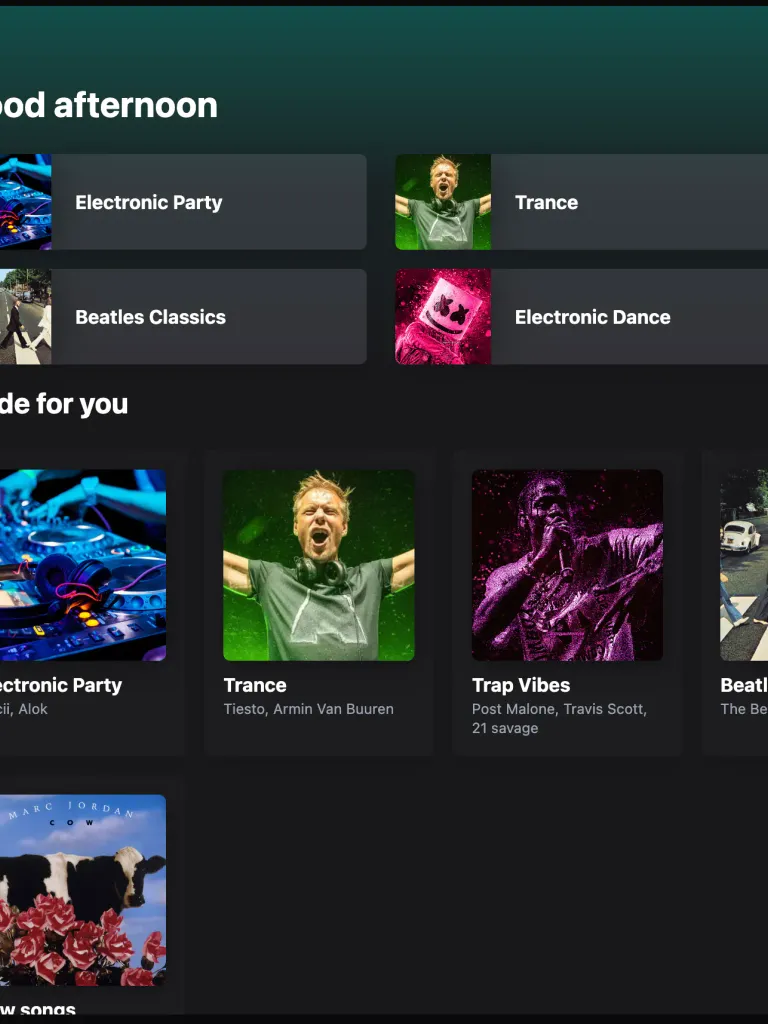 ood afternoon
Electronic Party
Trance
Beatles Classics
Electronic Dance
de for you
ectronic Party
cii, Alok
Trance
Tiesto, Armin Van Buuren
Trap Vibes
Post Malone, Travis Scott,
21 savage
Beatl
The Be
MARC JORDAN
COW
w songs